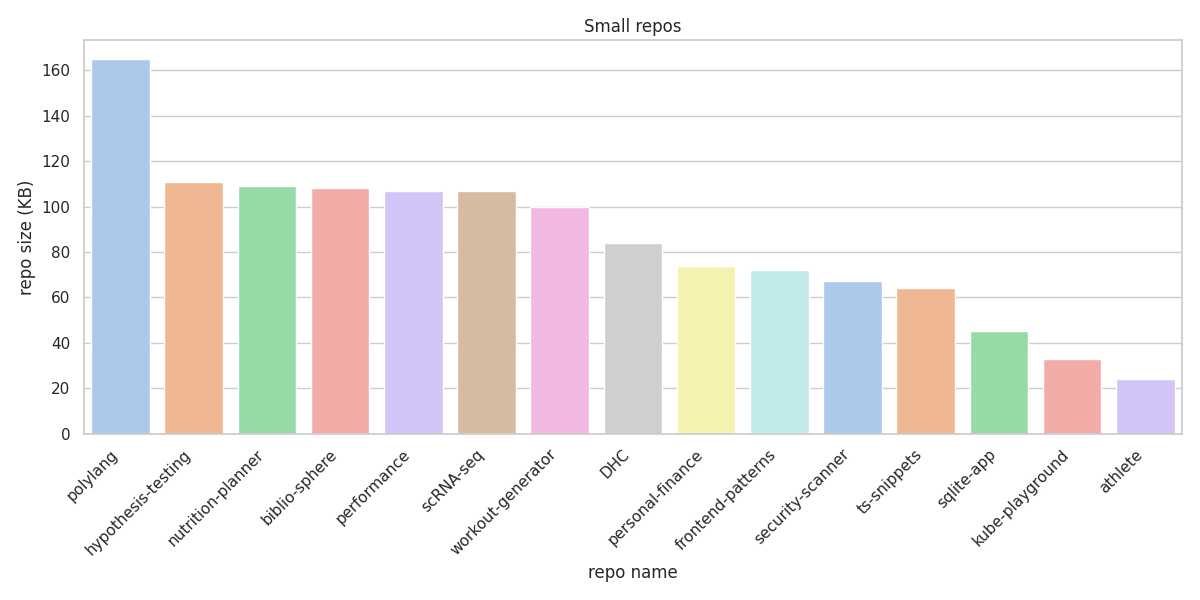 Small repos
repo size (KB)
160
140
120
100
80
60
40
20
0
polylang
hypothesis-testing
nutrition-planner
biblio-sphere
performance
scRNA-seq
workout-generator
DHC
personal-finance
frontend-patterns
security-scanner
ts-snippets
sqlite-app
kube-playground
athlete
repo name